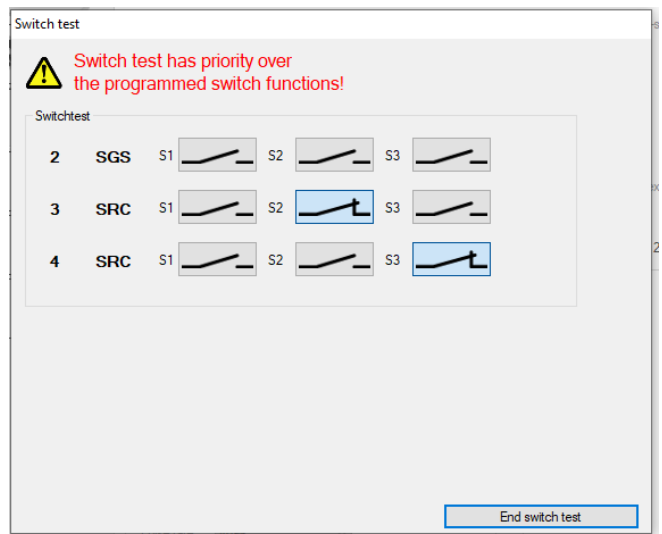 Switch test
Switch test has priority over
the programmed switch functions!
Switchtest
2 SGS S1 S2 S3
3 SRC S1 S2 S3
4 SRC S1 S2 S3
End switch test